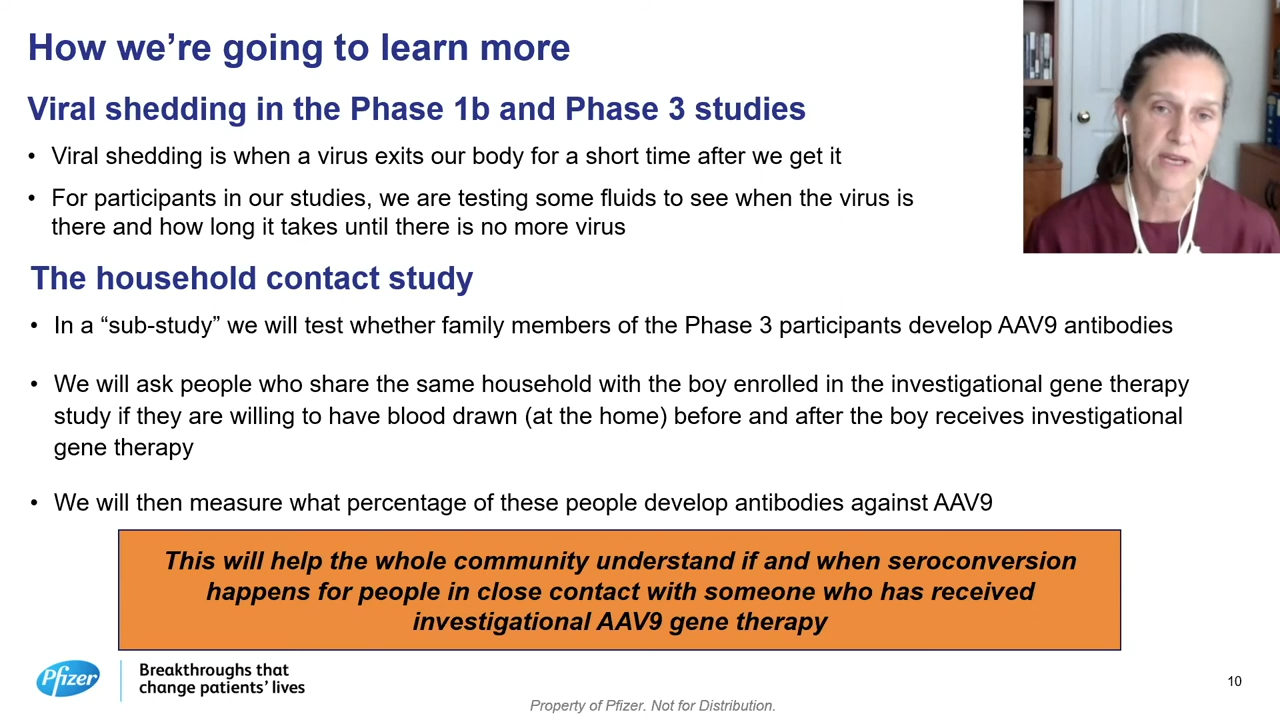 How we’re going to learn more
Viral shedding in the Phase 1b and Phase 3 studies
• Viral shedding is when a virus exits our body for a short time after we get it
• For participants in our studies, we are testing some fluids to see when the virus is
there and how long it takes until there is no more virus
The household contact study
• In a “sub-study” we will test whether family members of the Phase 3 participants develop AAV9 antibodies
• We will ask people who share the same household with the boy enrolled in the investigational gene therapy
study if they are willing to have blood drawn (at the home) before and after the boy receives investigational
gene therapy
• We will then measure what percentage of these people develop antibodies against AAV9
This will help the whole community understand if and when seroconversion
happens for people in close contact with someone who has received
investigational AAV9 gene therapy
Pfizer
Breakthroughs that
change patients’ lives
10
Property of Pfizer. Not for Distribution.